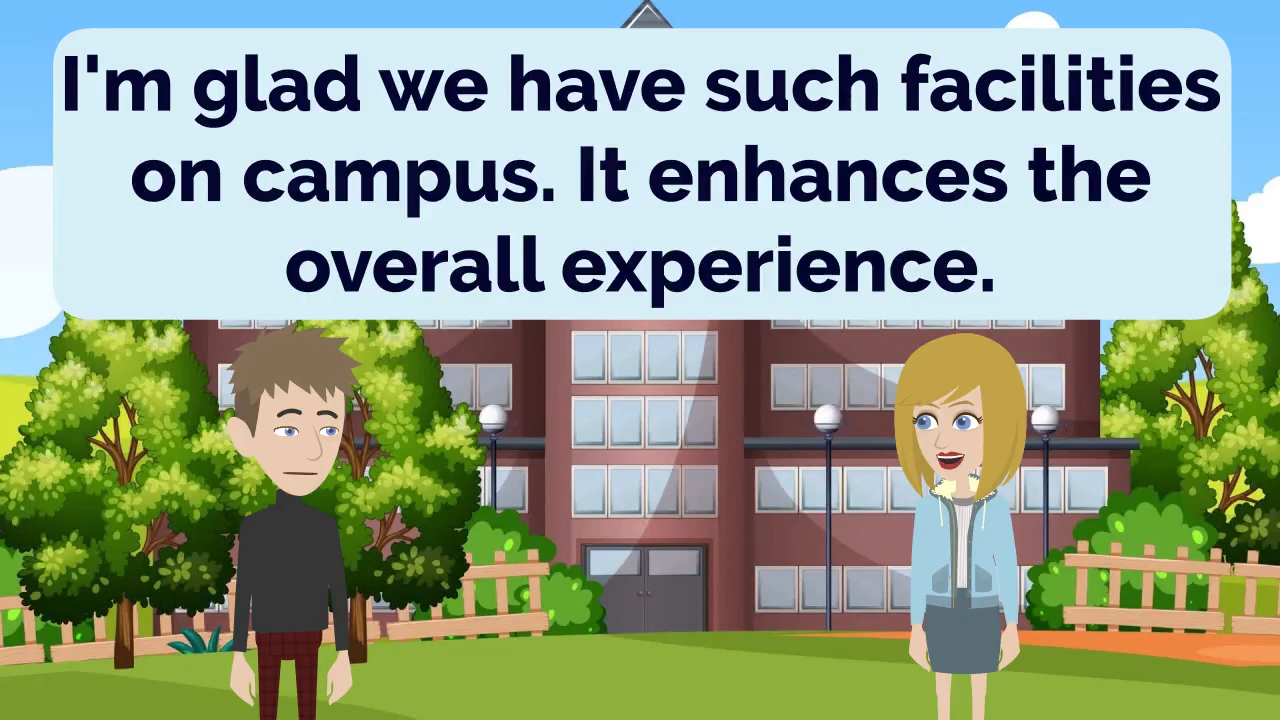 I'm glad we have such facilities
on campus. It enhances the
overall experience.